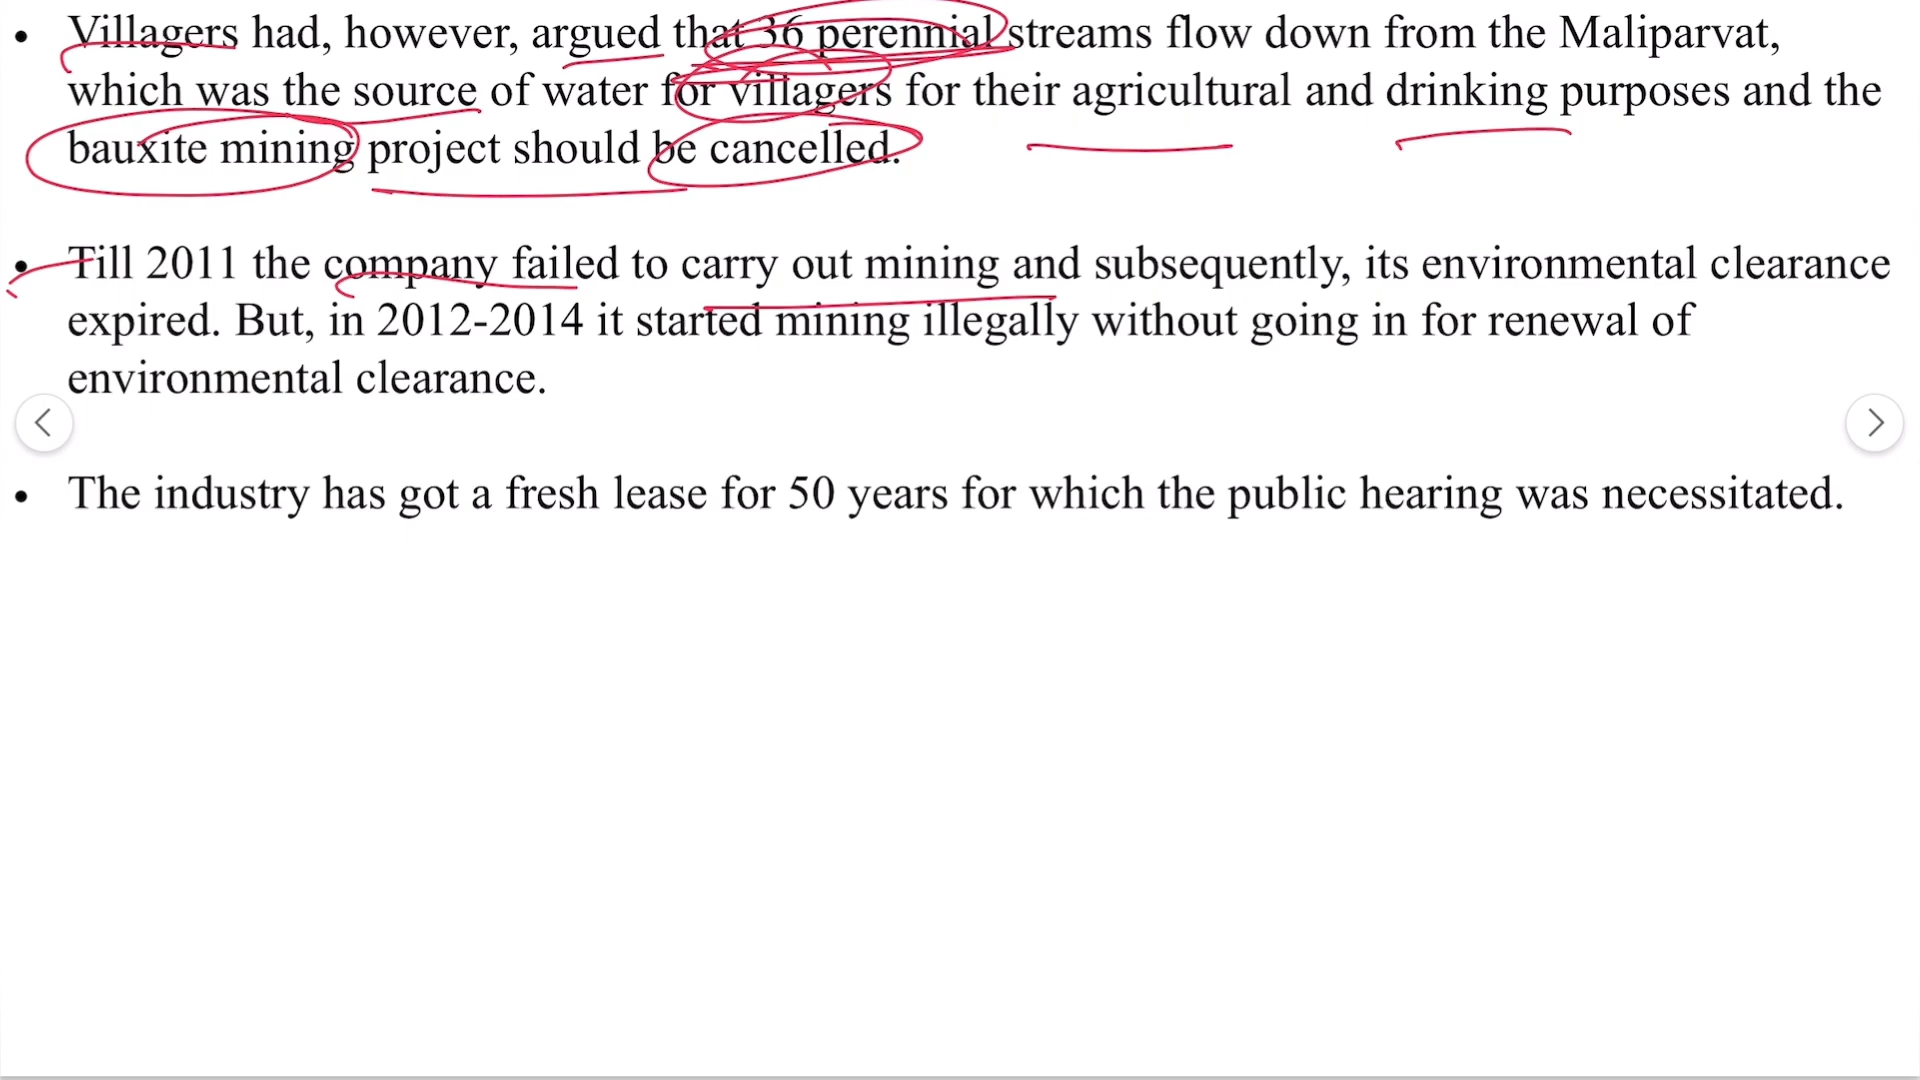 • Villagers had, however, argued that 36 perennial streams flow down from the Maliparvat,
which was the source of water for villagers for their agricultural and drinking purposes and the
bauxite mining project should be cancelled.
• Till 2011 the company failed to carry out mining and subsequently, its environmental clearance
expired. But, in 2012-2014 it started mining illegally without going in for renewal of
environmental clearance.
• The industry has got a fresh lease for 50 years for which the public hearing was necessitated.